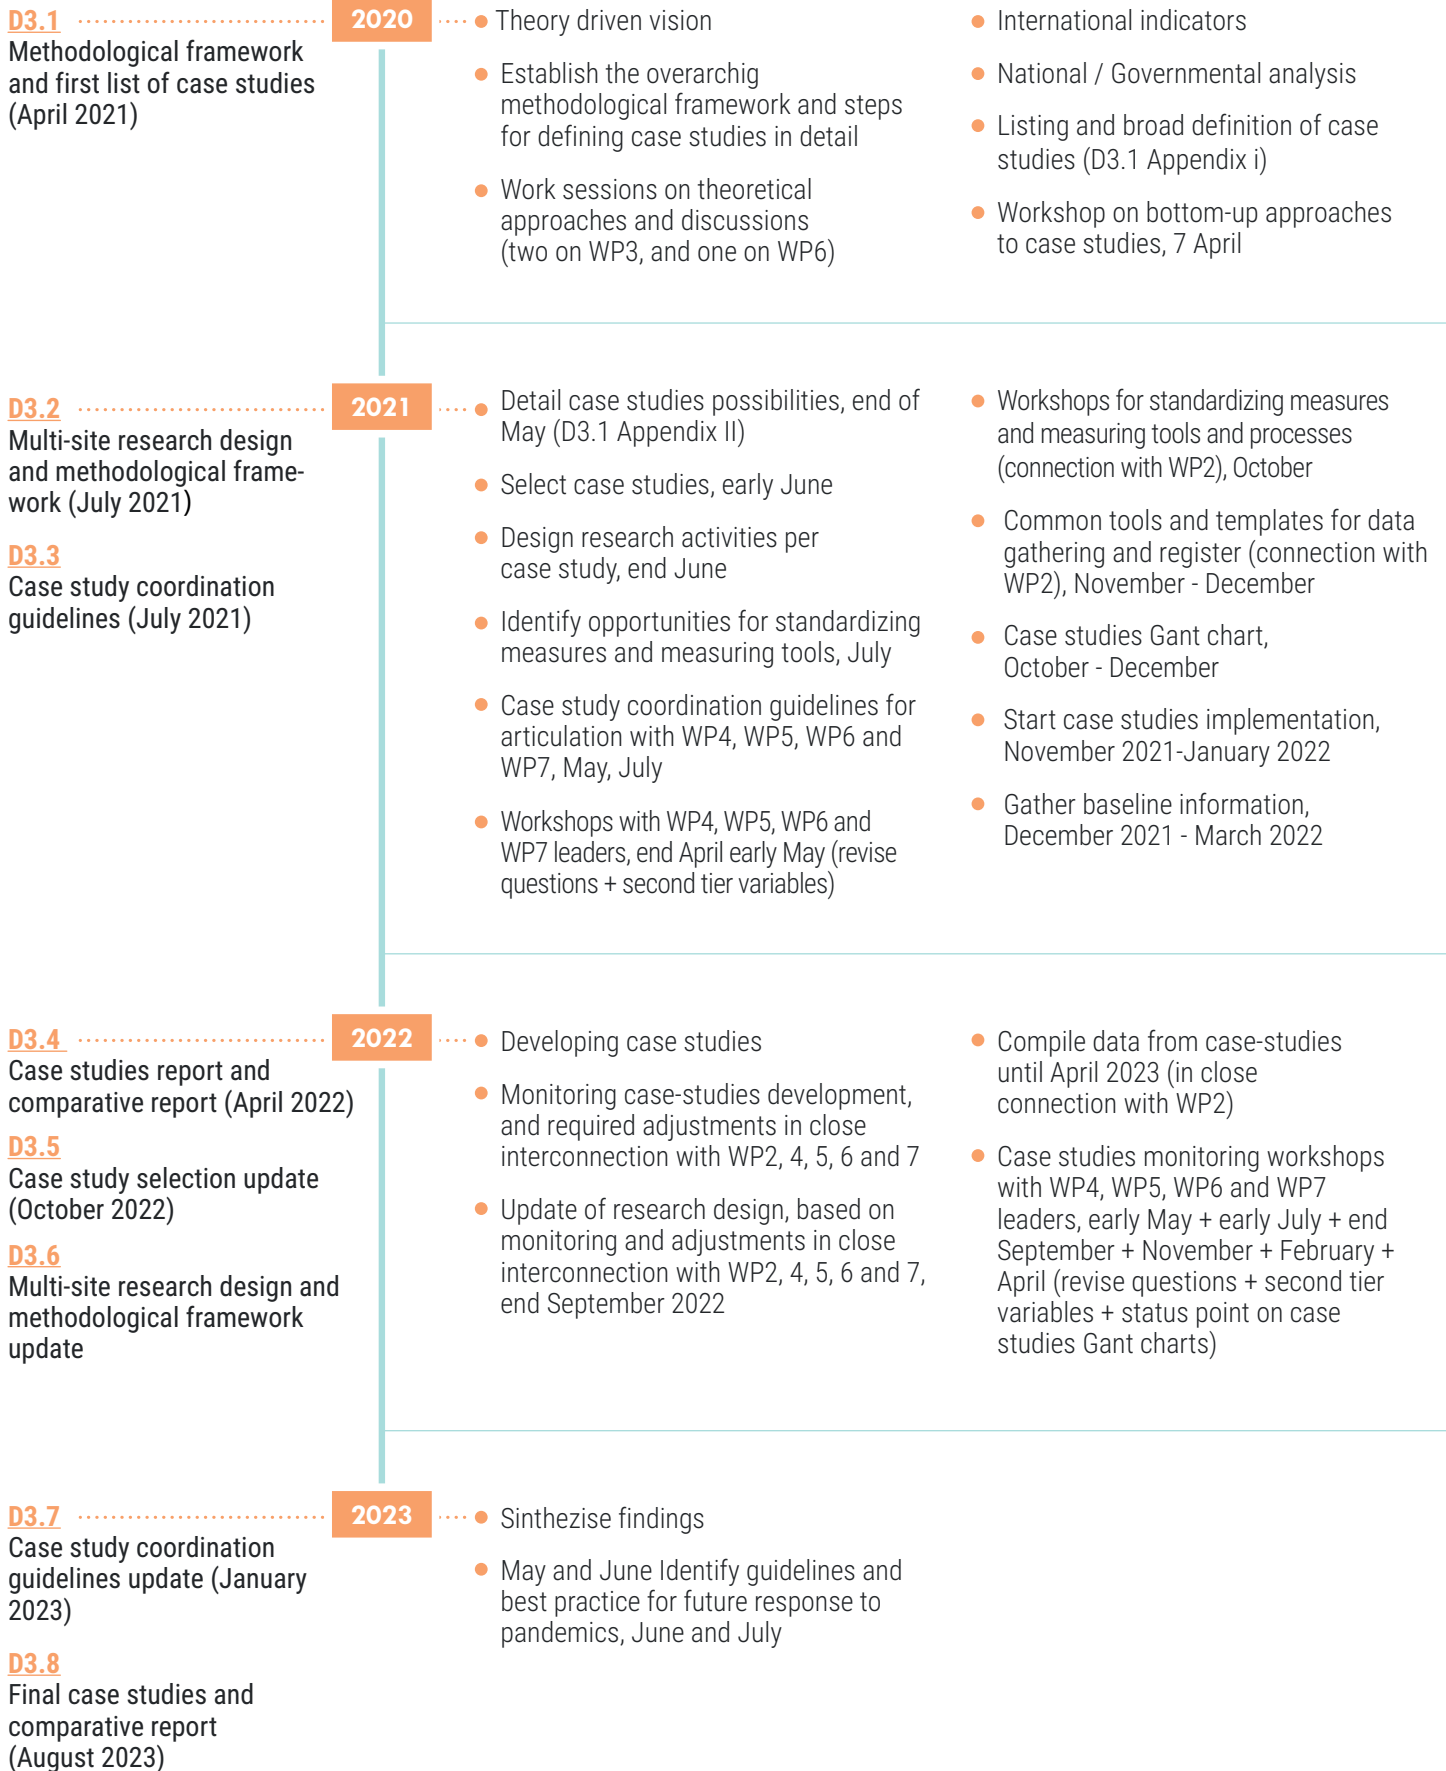 D3.1
Methodological framework
and first list of case studies
(April 2021)
2020
Theory driven vision
Establish the overarchig
methodological framework and steps
for defining case studies in detail
Work sessions on theoretical
approaches and discussions
(two on WP3, and one on WP6)
International indicators
National / Governmental analysis
Listing and broad definition of case
studies (D3.1 Appendix i)
Workshop on bottom-up approaches
to case studies, 7 April
D3.2
Multi-site research design
and methodological frame-
work (July 2021)
D3.3
Case study coordination
guidelines (July 2021)
2021
Detail case studies possibilities, end of
May (D3.1 Appendix II)
Select case studies, early June
Design research activities per
case study, end June
Identify opportunities for standardizing
measures and measuring tools, July
Case study coordination guidelines for
articulation with WP4, WP5, WP6 and
WP7, May, July
Workshops with WP4, WP5, WP6 and
WP7 leaders, end April early May (revise
questions + second tier variables)
Workshops for standardizing measures
and measuring tools and processes
(connection with WP2), October
Common tools and templates for data
gathering and register (connection with
WP2), November - December
Case studies Gant chart,
October - December
Start case studies implementation,
November 2021-January 2022
Gather baseline information,
December 2021 - March 2022
D3.4
Case studies report and
comparative report (April 2022)
D3.5
Case study selection update
(October 2022)
D3.6
Multi-site research design and
methodological framework
update
2022
Developing case studies
Monitoring case-studies development,
and required adjustments in close
interconnection with WP2, 4, 5, 6 and 7
Update of research design, based on
monitoring and adjustments in close
interconnection with WP2, 4, 5, 6 and 7,
end September 2022
Compile data from case-studies
until April 2023 (in close
connection with WP2)
Case studies monitoring workshops
with WP4, WP5, WP6 and WP7
leaders, early May + early July + end
September + November + February +
April (revise questions + second tier
variables + status point on case
studies Gant charts)
D3.7
Case study coordination
guidelines update (January
2023)
D3.8
Final case studies and
comparative report
(August 2023)
2023
Sinthezise findings
May and June Identify guidelines and
best practice for future response to
pandemics, June and July